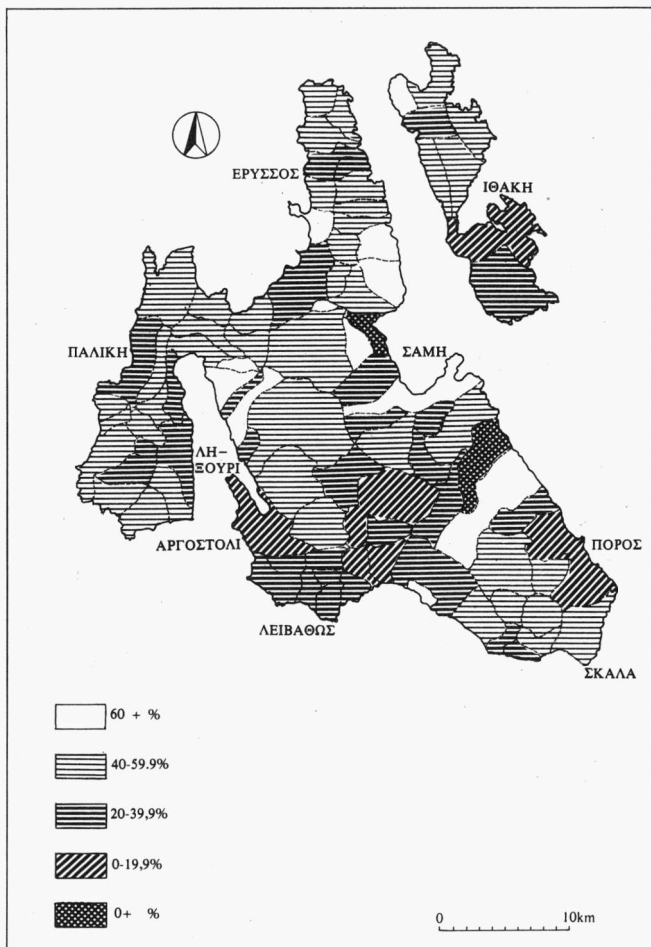 ΕΡΥΣΣΟΣ
ΙΘΑΚΗ
ΠΑΛΙΚΗ
ΣΑΜΗ
ΛΗ–
ΞΟΥΡΙ
ΑΡΓΟΣΤΟΛΙ
ΠΟΡΟΣ
ΛΕΙΒΑΘΩΣ
ΣΚΑΛΑ
60 + %
40-59.9%
20-39,9%
0-19,9%
0+ %
0 10km